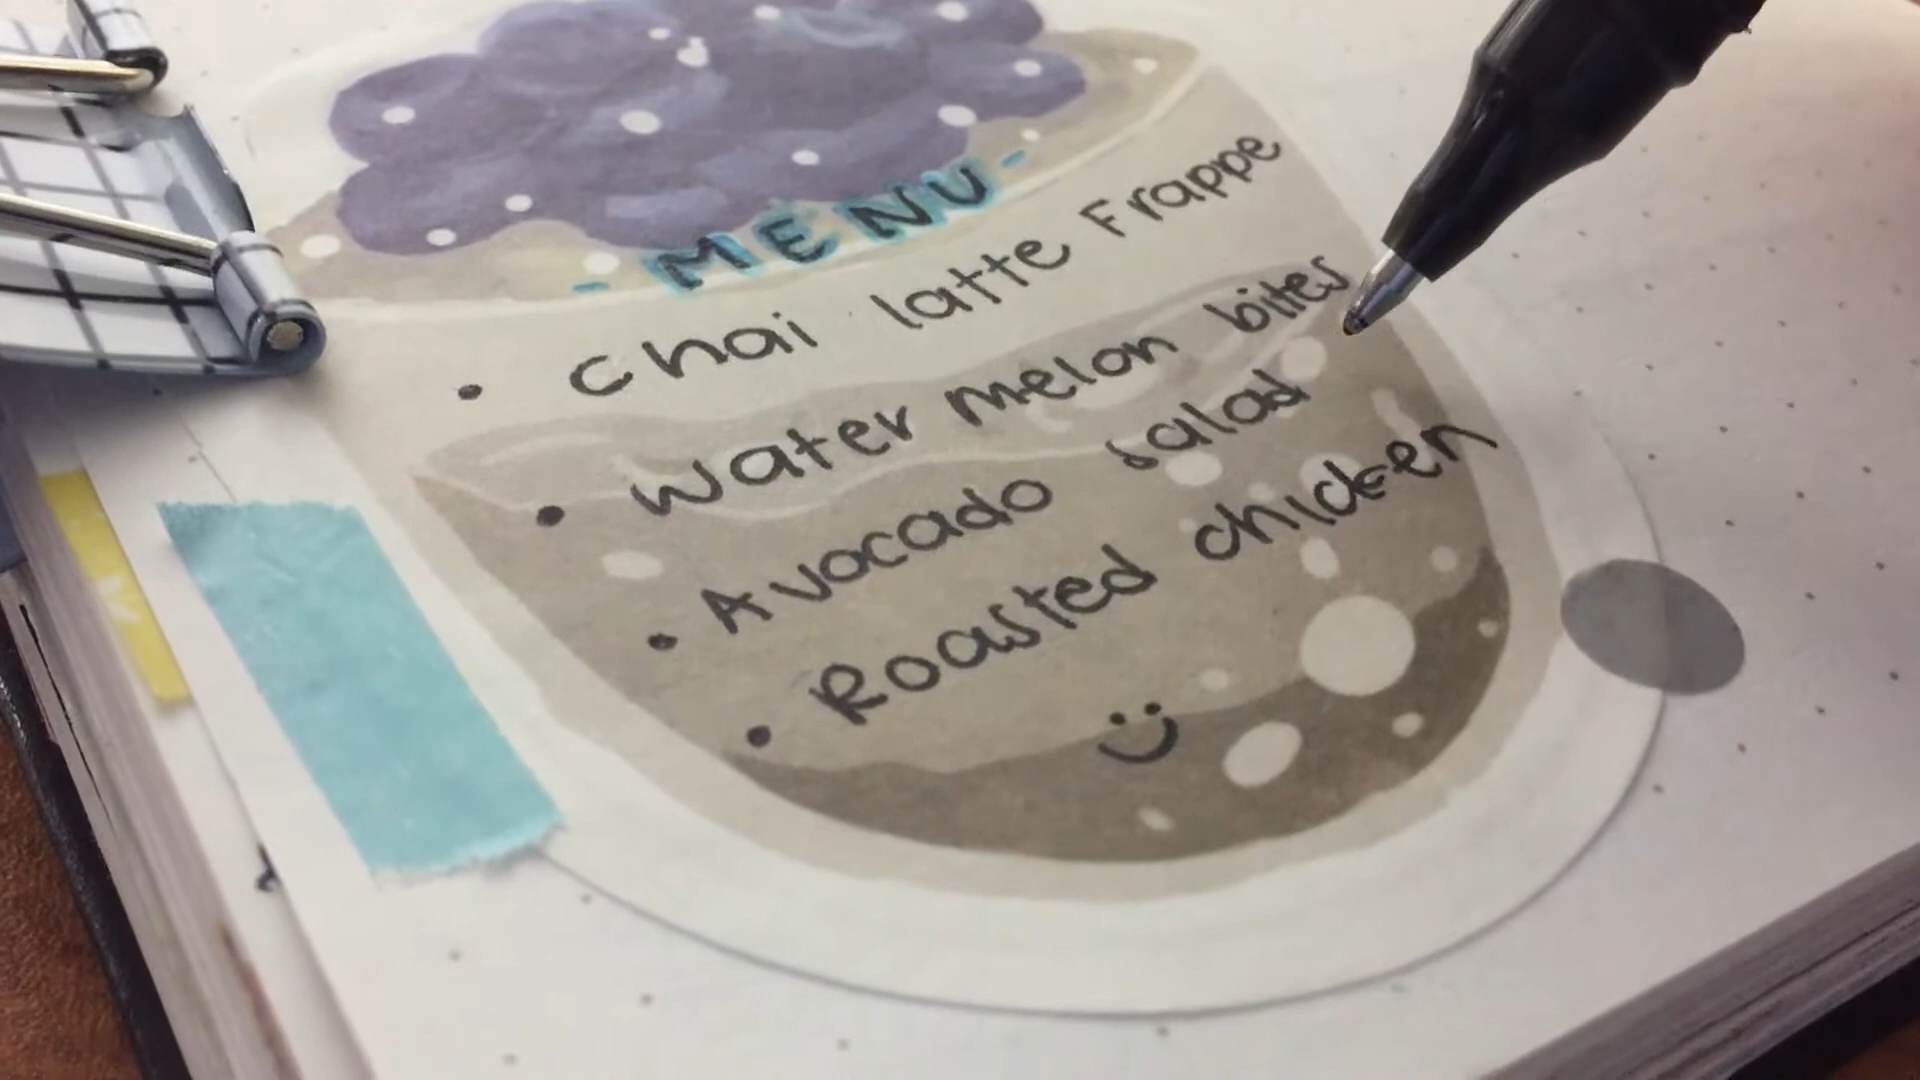 - MENU -
• Chai latte Frappe
• Water melon bites
• Avocado salad
• Roasted chicken